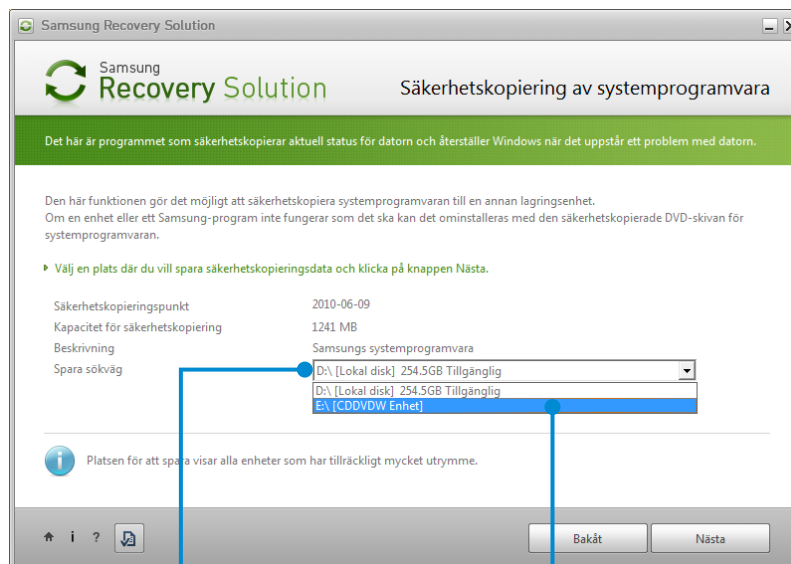 Samsung Recovery Solution
Samsung
Recovery Solution
Säkerhetskopiering av systemprogramvara
Det här är programmet som säkerhetskopierar aktuell status för datorn och återställer Windows när det uppstår ett problem med datorn.
Den här funktionen gör det möjligt att säkerhetskopiera systemprogramvaran till en annan lagringsenhet.
Om en enhet eller ett Samsung-program inte fungerar som det ska kan det ominstalleras med den säkerhetskopierade DVD-skivan för
systemprogramvaran.
Välj en plats där du vill spara säkerhetskopieringsdata och klicka på knappen Nästa.
Säkerhetskopieringspunkt 2010-06-09
Kapacitet för säkerhetskopiering 1241 MB
Beskrivning Samsungs systemprogramvara
Spara sökväg D:\ [Lokal disk] 254.5GB Tillgänglig
D:\ [Lokal disk] 254.5GB Tillgänglig
E:\ [CDDVDW Enhet]
Platsen för att spara visar alla enheter som har tillräckligt mycket utrymme.
Bakåt Nästa